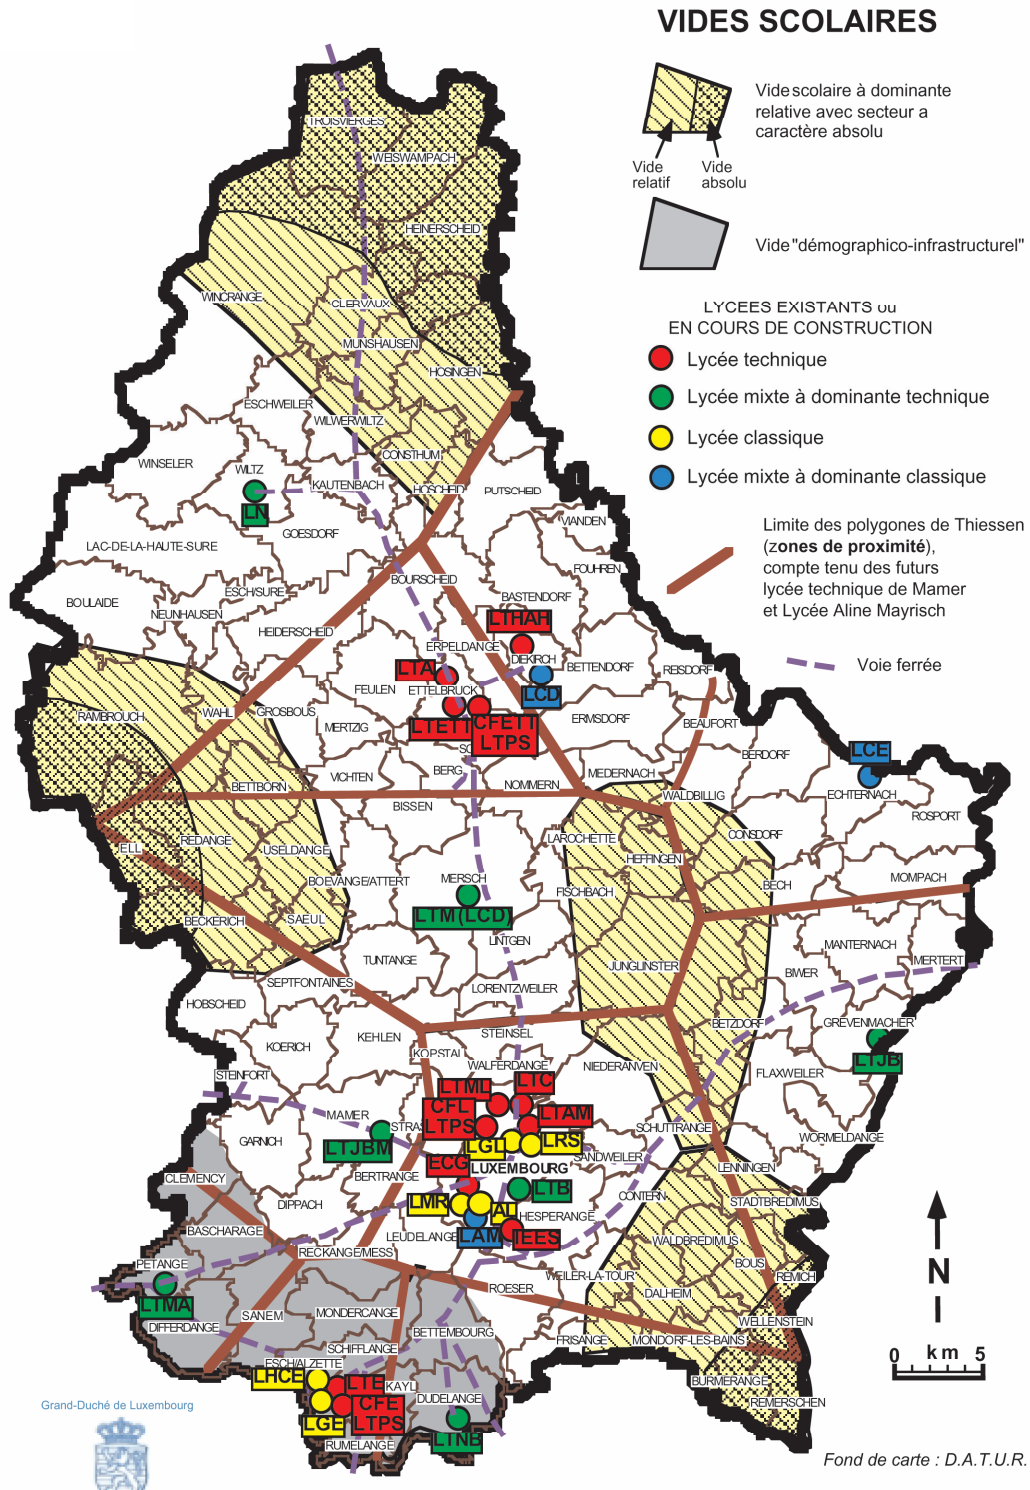 VIDES SCOLAIRES
Vide scolaire à dominante
relative avec secteur a
caractère absolu
Vide
relatif
Vide
absolu
Vide "démographico-infrastructurel"
LYCEES EXISTANTS ou
EN COURS DE CONSTRUCTION
Lycée technique
Lycée mixte à dominante technique
Lycée classique
Lycée mixte à dominante classique
Limite des polygones de Thiessen
(zones de proximité),
compte tenu des futurs
lycée technique de Mamer
et Lycée Aline Mayrisch
Voie ferrée
TROISVIERGES
WEISWAMPACH
HEINERSCHEID
WINCRANGE
CLERVAUX
MUNSHAUSEN
HOSINGEN
ESCHWEILER
WILWERWILTZ
CONSTHUM
WINSELER
WILTZ
KAUTENBACH
HOSCHEID
PUTSCHEID
LN
GOESDORF
VIANDEN
LAC-DE-LA-HAUTE-SURE
FOUHREN
BOURSCHEID
ESCH/SURE
BASTENDORF
BOULAIDE
NEUNHAUSEN
LTHAH
HEIDERSCHEID
ERPELDANGE
DIEKIRCH
BETTENDORF
REISDORF
LTA
FEULEN
ETTELBRUCK
LCD
RAMBROUCH
WAHL
GROSBOUS
MERTZIG
LTETT
CFETT
LTPS
ERMSDORF
BEAUFORT
BERDORF
LCE
SC
BERG
VICHTEN
BETTBORN
NOMMERN
MEDERNACH
WALDBILLIG
ECHTERNACH
BISSEN
ROSPORT
ELL
REDANGE
USELDANGE
LAROCHETTE
HEFFINGEN
CONSDORF
BOEVANGE/ATTERT
MERSCH
FISCHBACH
BECH
MOMPACH
LTM (LCD)
BECKERICH
SAEUL
LINTGEN
MANTERNACH
TUNTANGE
JUNGLINSTER
BIWER
MERTERT
SEPTFONTAINES
LORENTZWEILER
HOBSCHEID
KEHLEN
STEINSEL
BETZDORF
GREVENMACHER
KOERICH
KOPSTAL
WALFERDANGE
NIEDERANVEN
LTJB
STEINFORT
LTML
LTC
FLAXWEILER
MAMER
STRAS
CFL
LTPS
LTAM
SCHUTTRANGE
WORMELDANGE
GARNICH
LTJBM
LGL
LRS
SANDWEILER
CLEMENCY
BERTRANGE
ECG
LUXEMBOURG
LENNINGEN
DIPPACH
LMR
AL
LTB
CONTERN
STADTBREDIMUS
HESPERANGE
BASCHARAGE
LEUDELANGE
LAM
IEES
WALDBREDIMUS
RECKANGE/MESS
BOUS
PETANGE
ROESER
WEILER-LA-TOUR
REMICH
DALHEIM
LTMA
SANEM
MONDERCANGE
WELLENSTEIN
DIFFERDANGE
BETTEMBOURG
FRISANGE
MONDORF-LES-BAINS
SCHIFFLANGE
ESCH/ALZETTE
LHCE
LTE
KAYL
BURMERANGE
DUDELANGE
REMERSCHEN
LGE
CFE
LTPS
LTNB
RUMELANGE
N
0 km 5
Grand-Duché de Luxembourg
Fond de carte : D.A.T.U.R.